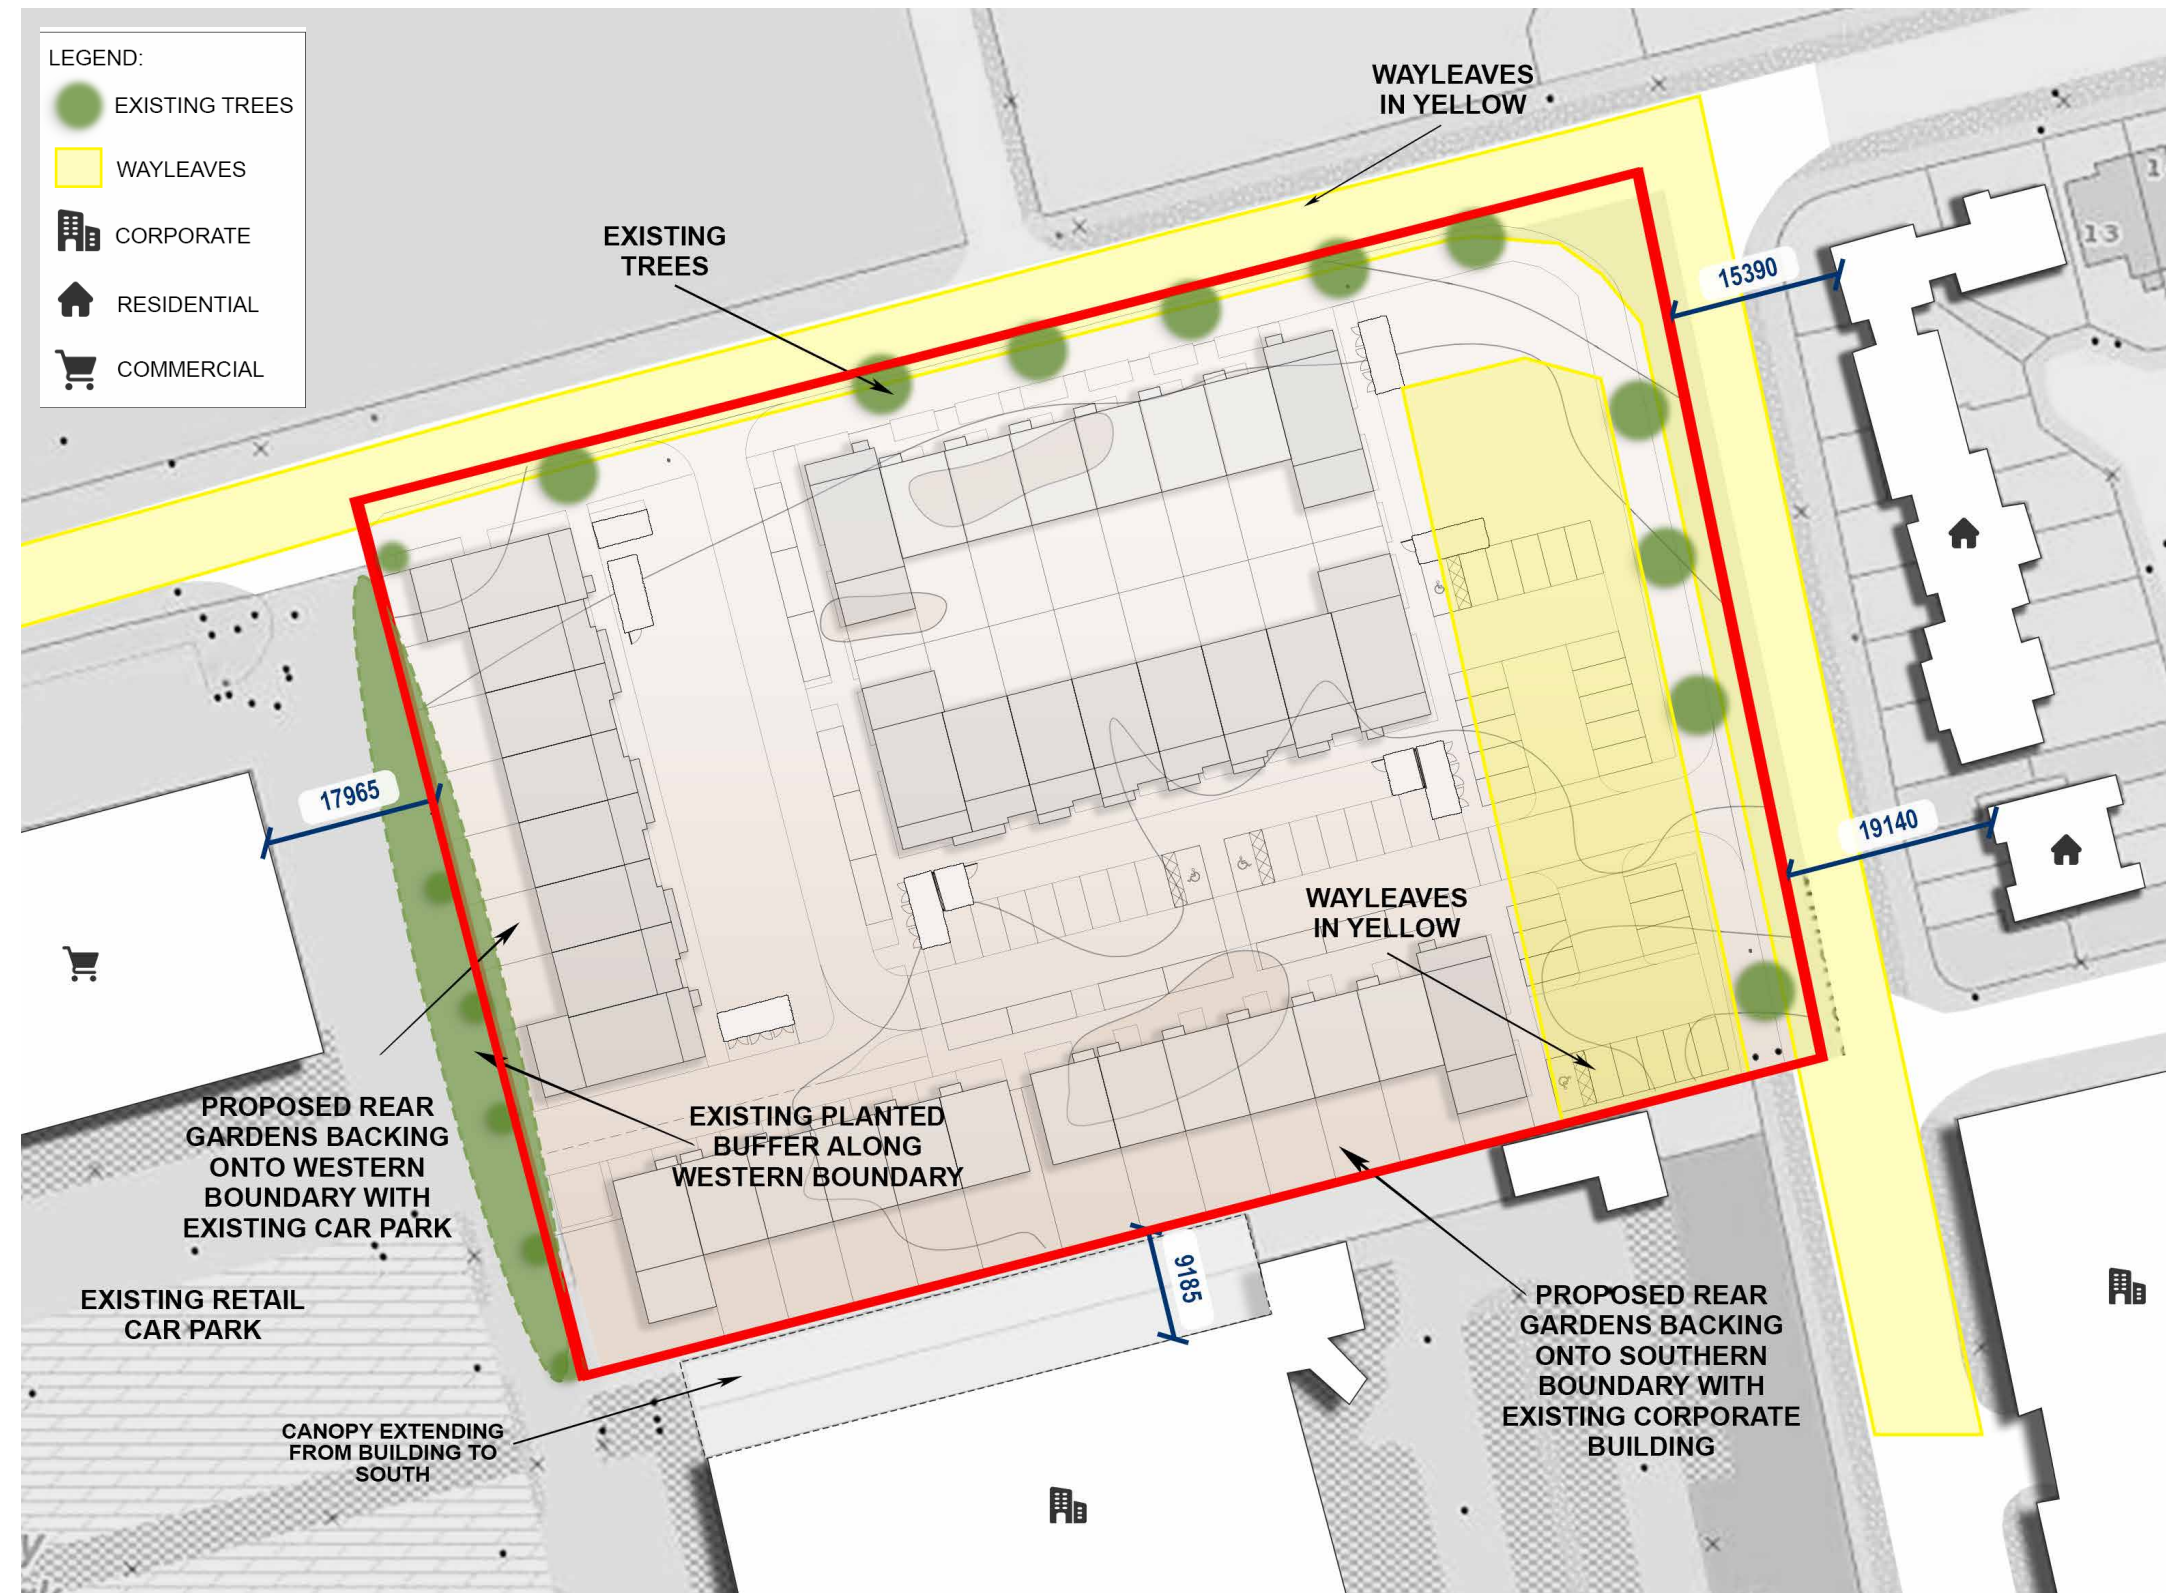 LEGEND:
EXISTING TREES
WAYLEAVES
CORPORATE
RESIDENTIAL
COMMERCIAL
WAYLEAVES
IN YELLOW
EXISTING
TREES
15390
13
17965
19140
WAYLEAVES
IN YELLOW
PROPOSED REAR
GARDENS BACKING
ONTO WESTERN
BOUNDARY WITH
EXISTING CAR PARK
EXISTING PLANTED
BUFFER ALONG
WESTERN BOUNDARY
9185
EXISTING RETAIL
CAR PARK
PROPOSED REAR
GARDENS BACKING
ONTO SOUTHERN
BOUNDARY WITH
EXISTING CORPORATE
BUILDING
CANOPY EXTENDING
FROM BUILDING TO
SOUTH